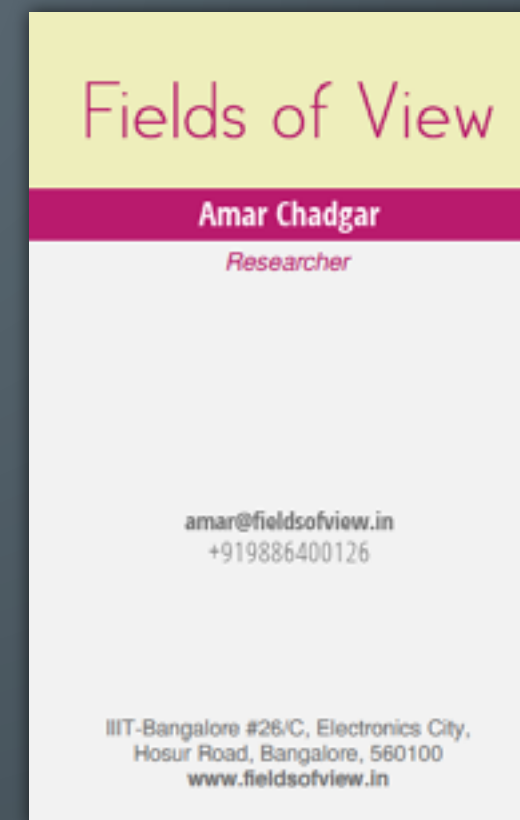 Fields of View
Amar Chadgar
Researcher
amar@fieldsofview.in
+919886400126
IIIT-Bangalore #26/C, Electronics City,
Hosur Road, Bangalore, 560100
www.fieldsofview.in